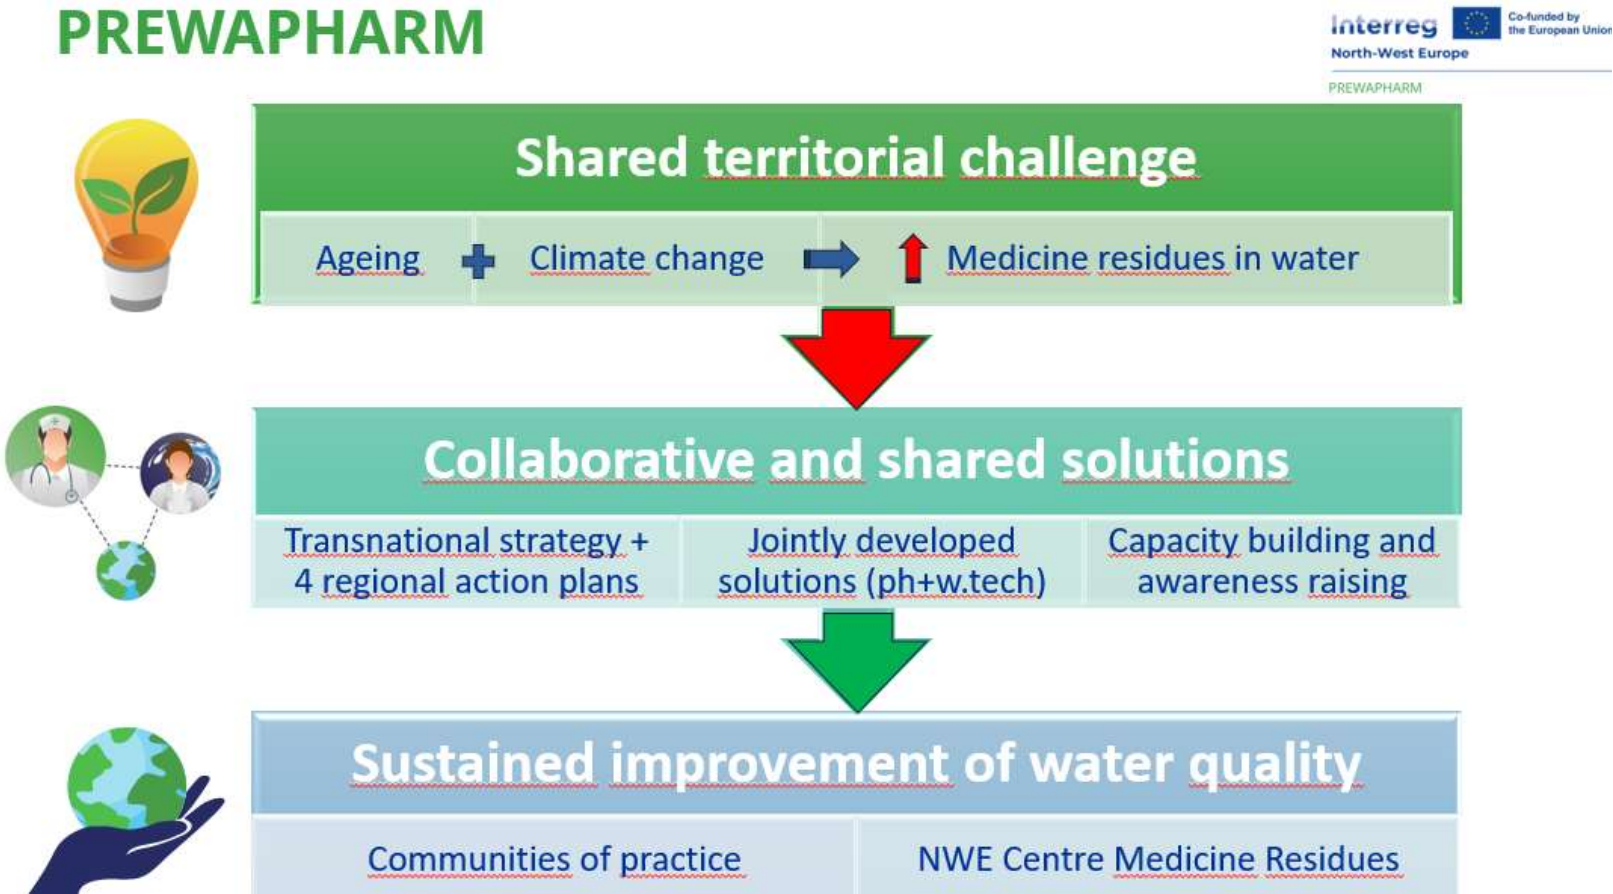 PREWAPHARM
Interreg
Co-funded by
the European Union
North-West Europe
PREWAPHARM
Shared territorial challenge
Ageing
Climate change
Medicine residues in water
Collaborative and shared solutions
Transnational strategy +
4 regional action plans
Jointly developed
solutions (ph+w.tech)
Capacity building and
awareness raising
Sustained improvement of water quality
Communities of practice
NWE Centre Medicine Residues